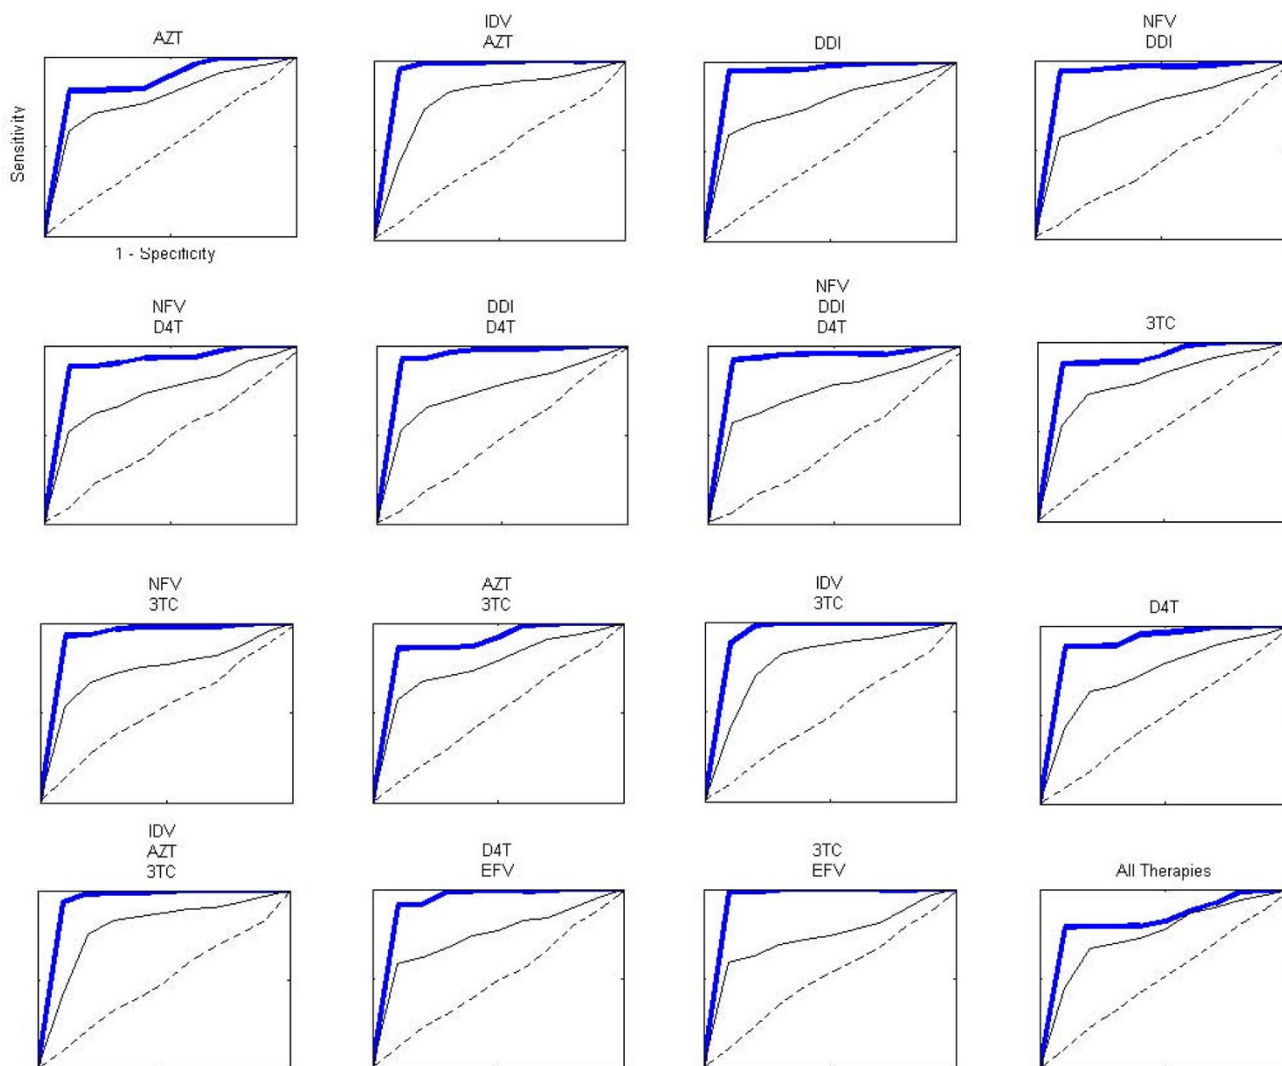 AZT
IDV
AZT
DDI
NFV
DDI
Sensitivity
1 - Specificity
NFV
D4T
DDI
D4T
NFV
DDI
D4T
3TC
NFV
3TC
AZT
3TC
IDV
3TC
D4T
IDV
AZT
3TC
D4T
EFV
3TC
EFV
All Therapies